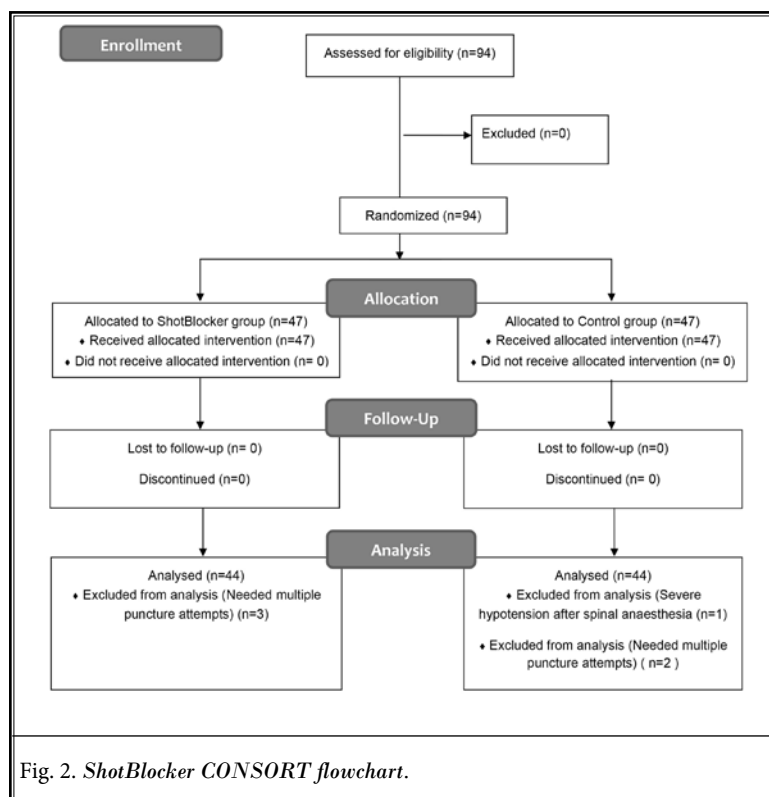 Enrollment
Assessed for eligibility (n=94)
Excluded (n=0)
Randomized (n=94)
Allocation
Allocated to ShotBlocker group (n=47)
♦ Received allocated intervention (n=47)
♦ Did not receive allocated intervention (n= 0)
Allocated to Control group (n=47)
♦ Received allocated intervention (n=47)
♦ Did not receive allocated intervention (n= 0)
Follow-Up
Lost to follow-up (n= 0)
Discontinued (n=0)
Lost to follow-up (n=0)
Discontinued (n= 0)
Analysis
Analysed (n=44)
♦ Excluded from analysis (Needed multiple
puncture attempts) (n=3)
Analysed (n=44)
♦ Excluded from analysis (Severe
hypotension after spinal anaesthesia (n=1)
♦ Excluded from analysis (Needed multiple
puncture attempts) ( n=2 )
Fig. 2. ShotBlocker CONSORT flowchart.